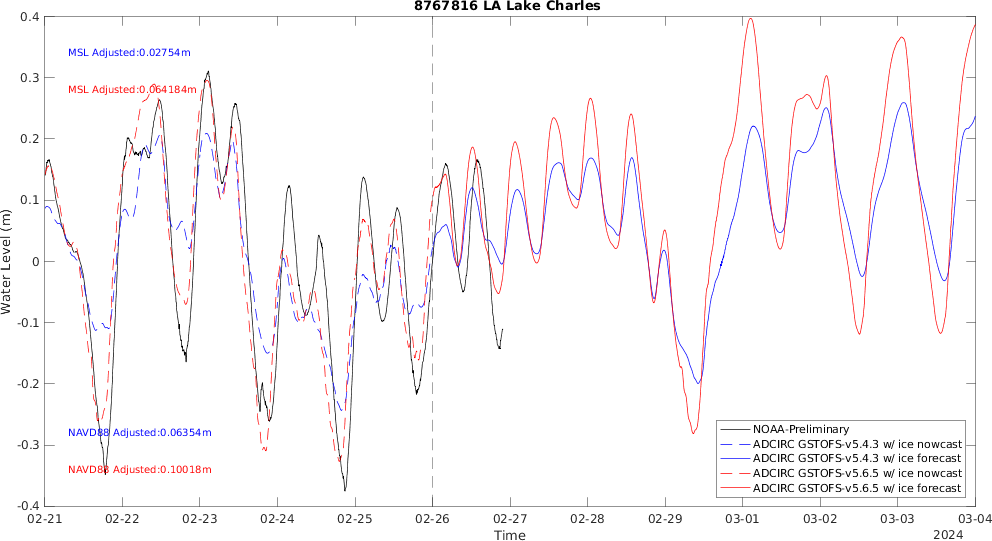 8767816 LA Lake Charles
0.4
0.3
0.2
0.1
0
-0.1
-0.2
-0.3
-0.4
Water Level (m)
MSL Adjusted:0.02754m
MSL Adjusted:0.064184m
NAVD88 Adjusted:0.06354m
NAVD88 Adjusted:0.10018m
NOAA-Preliminary
ADCIRC GSTOFS-v5.4.3 w/ ice nowcast
ADCIRC GSTOFS-v5.4.3 w/ ice forecast
ADCIRC GSTOFS-v5.6.5 w/ ice nowcast
ADCIRC GSTOFS-v5.6.5 w/ ice forecast
02-21 02-22 02-23 02-24 02-25 02-26 02-27 02-28 02-29 03-01 03-02 03-03 03-04
Time
2024